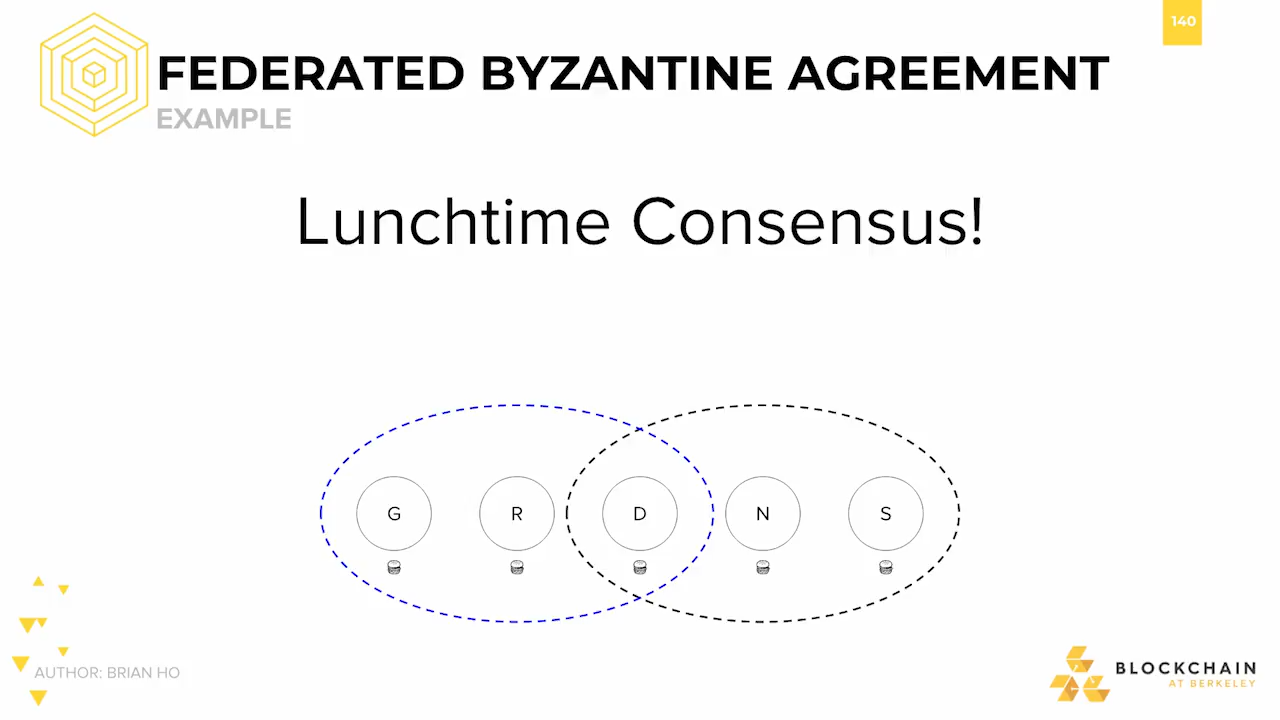 140
FEDERATED BYZANTINE AGREEMENT
EXAMPLE
Lunchtime Consensus!
G R D N S
AUTHOR: BRIAN HO
BLOCKCHAIN
AT BERKELEY